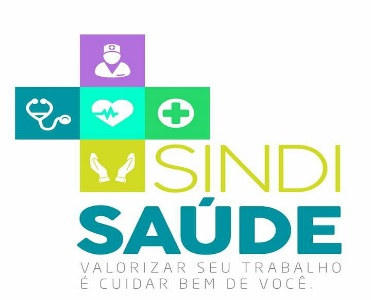 SINDI
SAÚDE
VALORIZAR SEU TRABALHO
É CUIDAR BEM DE VOCÊ.